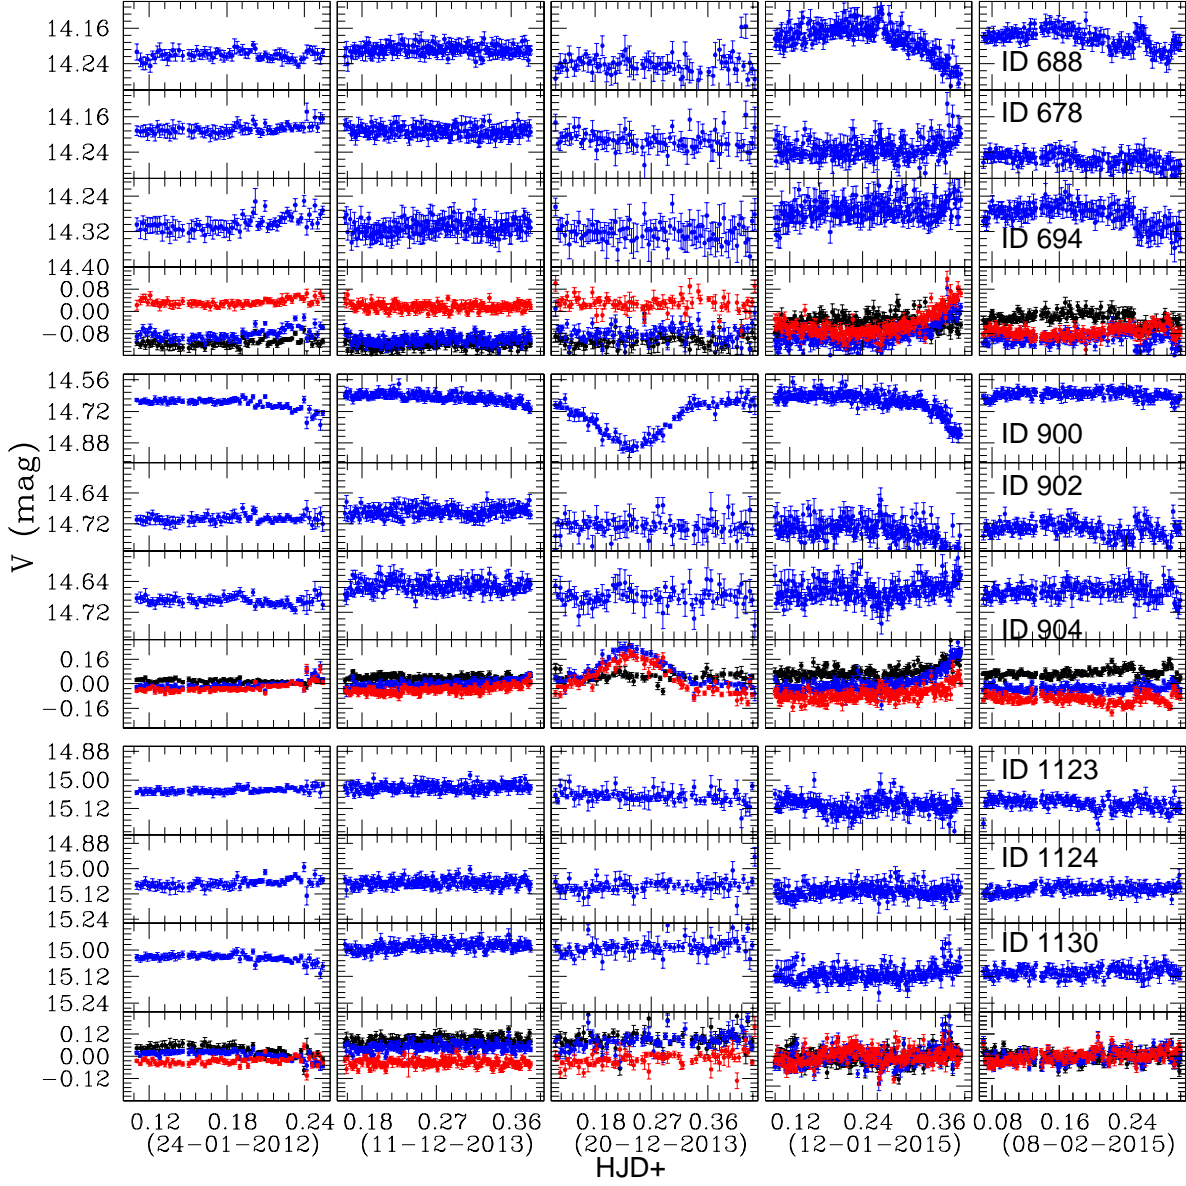 14.16
14.24
ID 688
14.16
14.24
ID 678
14.24
14.32
ID 694
14.40
0.08
0.00
−0.08
14.56
14.72
14.88
ID 900
14.64
14.72
ID 902
14.64
14.72
ID 904
0.16
0.00
−0.16
V (mag)
14.88
15.00
15.12
ID 1123
14.88
15.00
15.12
15.24
ID 1124
15.00
15.12
15.24
ID 1130
0.12
0.00
−0.12
0.12 0.18 0.24 0.18 0.27 0.36 0.18 0.27 0.36 0.12 0.24 0.36 0.08 0.16 0.24
(24-01-2012) (11-12-2013) (20-12-2013) (12-01-2015) (08-02-2015)
HJD+